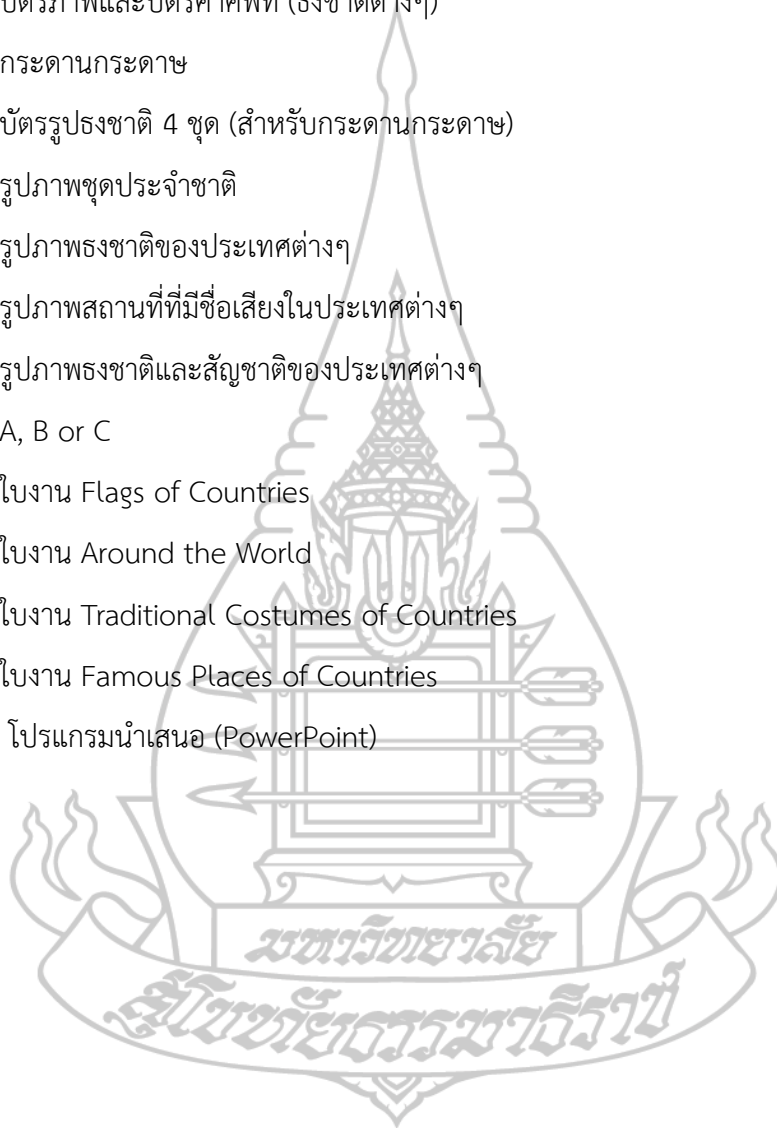 บัตรภาพและบัตรคำศัพท์ (ธงชาติต่างๆ)
กระดานกระดาษ
บัตรรูปธงชาติ 4 ชุด (สำหรับกระดานกระดาษ)
รูปภาพชุดประจำชาติ
รูปภาพธงชาติของประเทศต่างๆ
รูปภาพสถานที่ที่มีชื่อเสียงในประเทศต่างๆ
รูปภาพธงชาติและสัญชาติของประเทศต่างๆ
A, B or C
ใบงาน Flags of Countries
ใบงาน Around the World
ใบงาน Traditional Costumes of Countries
ใบงาน Famous Places of Countries
โปรแกรมนำเสนอ (PowerPoint)
มหาวิทยาลัย
สุโขทัยธรรมาธิราช